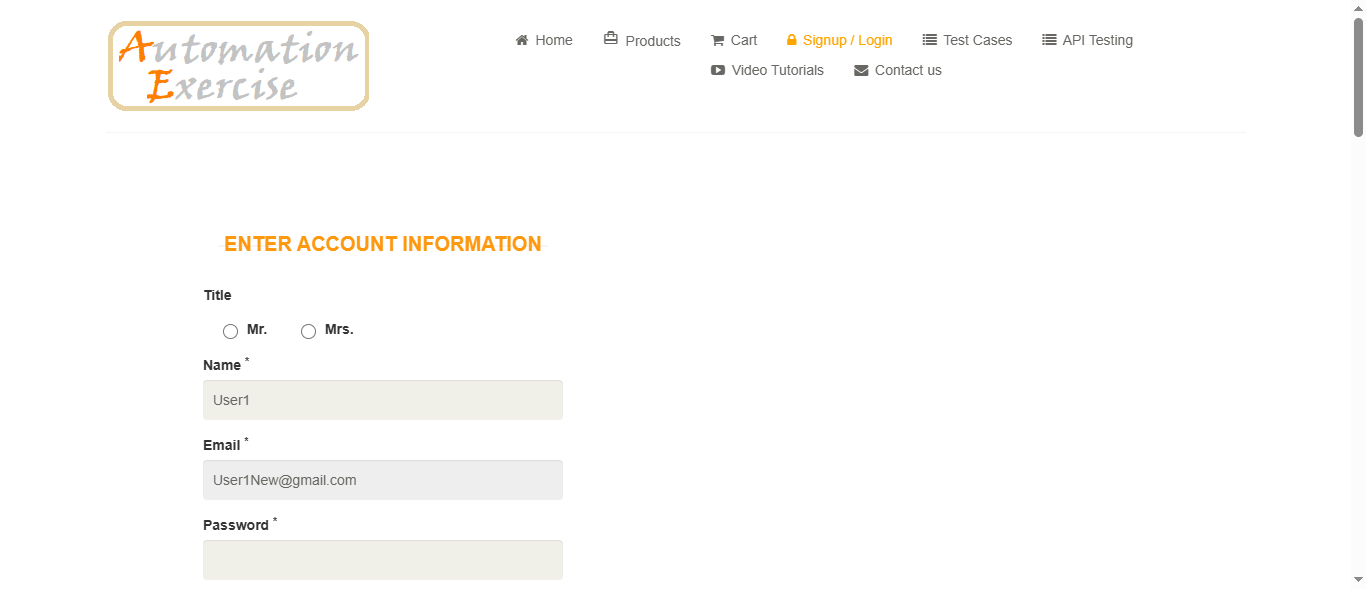 Automation
Exercise
Home Products Cart Signup / Login Test Cases API Testing
Video Tutorials Contact us
ENTER ACCOUNT INFORMATION
Title
Mr. Mrs.
Name *
User1
Email *
User1New@gmail.com
Password *